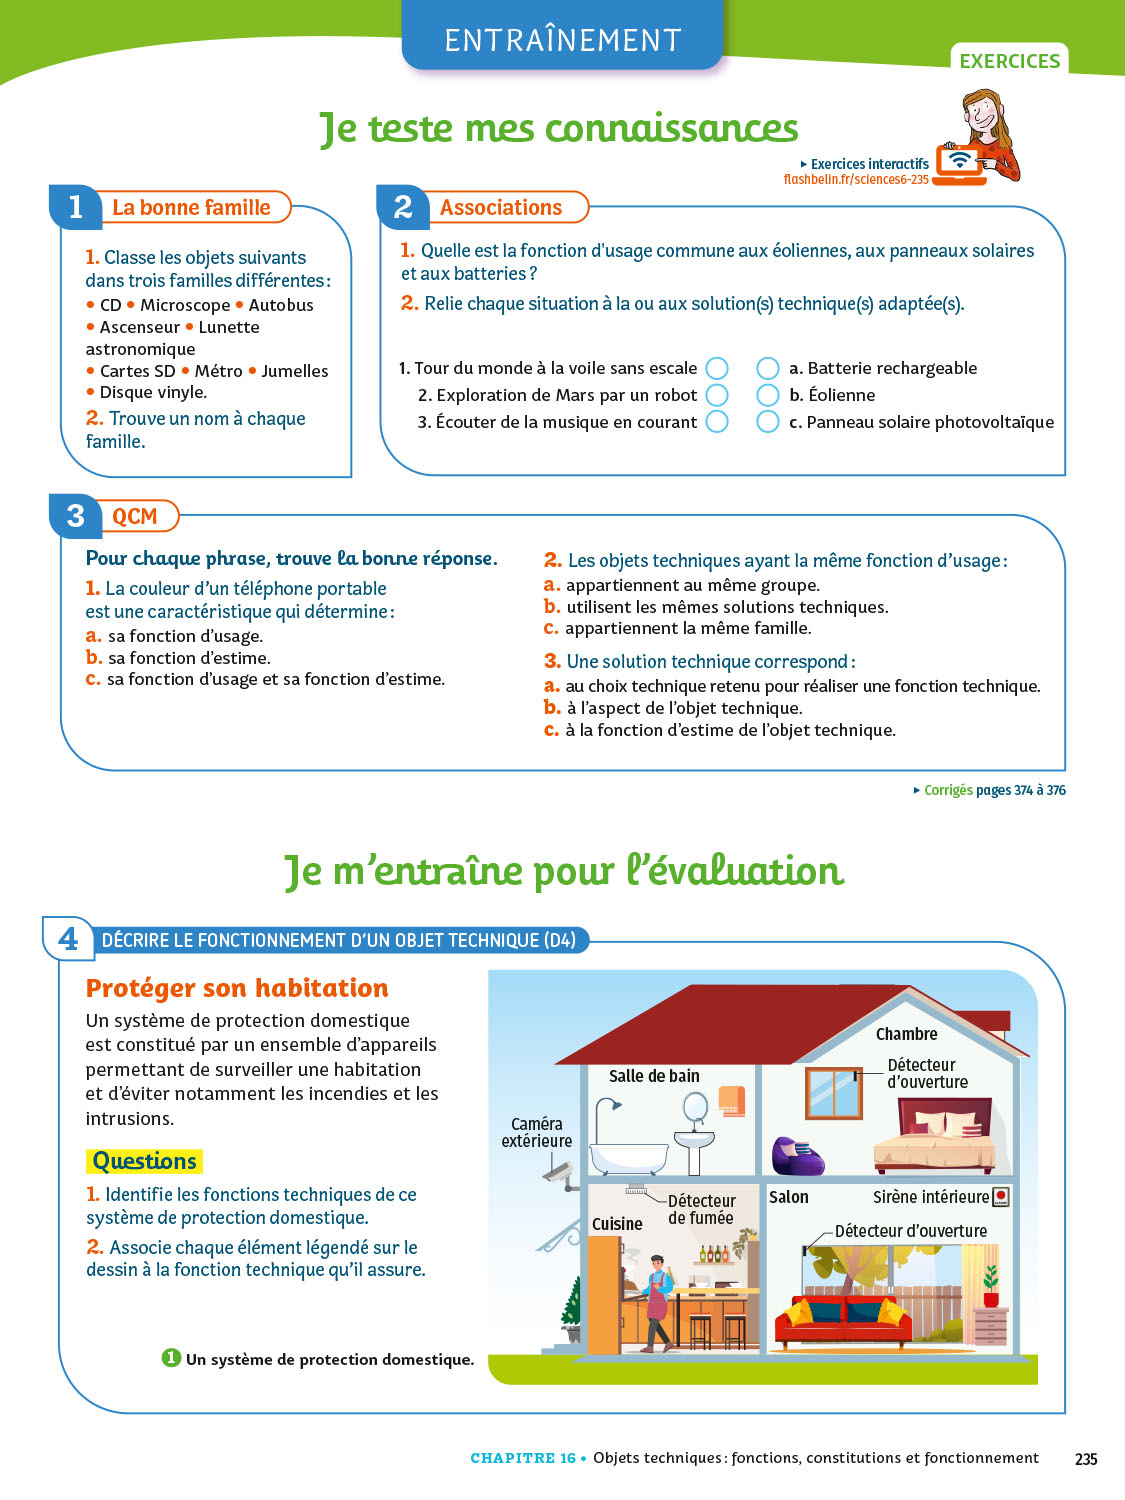 ENTRAÎNEMENT
EXERCICES
Je teste mes connaissances
▸ Exercices interactifs
flashbelin.fr/sciences6-235
1 La bonne famille
1. Classe les objets suivants
dans trois familles différentes :
• CD • Microscope • Autobus
• Ascenseur • Lunette
astronomique
• Cartes SD • Métro • Jumelles
• Disque vinyle.
2. Trouve un nom à chaque
famille.
2 Associations
1. Quelle est la fonction d'usage commune aux éoliennes, aux panneaux solaires
et aux batteries ?
2. Relie chaque situation à la ou aux solution(s) technique(s) adaptée(s).
1. Tour du monde à la voile sans escale
2. Exploration de Mars par un robot
3. Écouter de la musique en courant
a. Batterie rechargeable
b. Éolienne
c. Panneau solaire photovoltaïque
3 QCM
Pour chaque phrase, trouve la bonne réponse.
1. La couleur d’un téléphone portable
est une caractéristique qui détermine :
a. sa fonction d’usage.
b. sa fonction d’estime.
c. sa fonction d’usage et sa fonction d’estime.
2. Les objets techniques ayant la même fonction d’usage :
a. appartiennent au même groupe.
b. utilisent les mêmes solutions techniques.
c. appartiennent la même famille.
3. Une solution technique correspond :
a. au choix technique retenu pour réaliser une fonction technique.
b. à l’aspect de l’objet technique.
c. à la fonction d’estime de l’objet technique.
▸ Corrigés pages 374 à 376
Je m’entraîne pour l’évaluation
4 DÉCRIRE LE FONCTIONNEMENT D’UN OBJET TECHNIQUE (D4)
Protéger son habitation
Un système de protection domestique
est constitué par un ensemble d’appareils
permettant de surveiller une habitation
et d’éviter notamment les incendies et les
intrusions.
Questions
1. Identifie les fonctions techniques de ce
système de protection domestique.
2. Associe chaque élément légendé sur le
dessin à la fonction technique qu’il assure.
1 Un système de protection domestique.
Chambre
Détecteur
d’ouverture
Salle de bain
Caméra
extérieure
Détecteur
de fumée
Cuisine
Salon
Sirène intérieure
Détecteur d’ouverture
CHAPITRE 16 • Objets techniques : fonctions, constitutions et fonctionnement
235